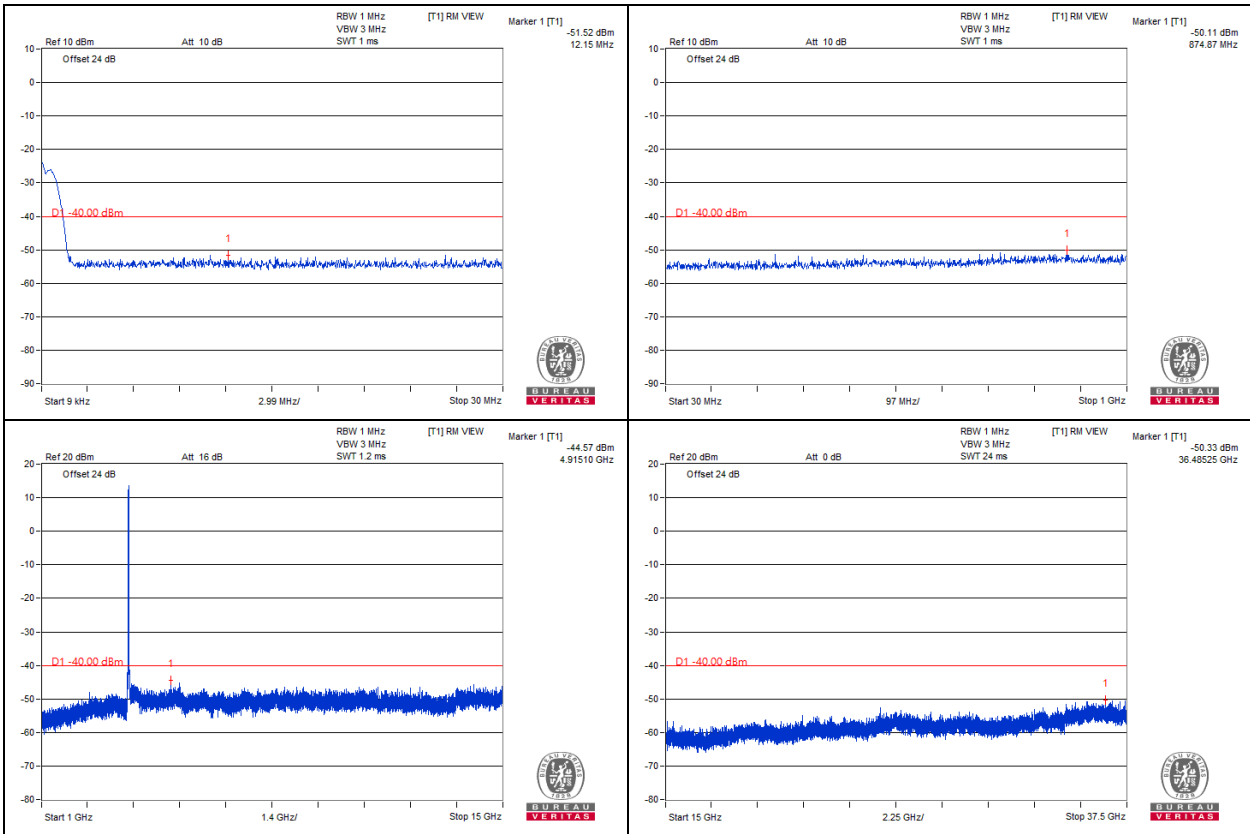 RBW 1 MHz [T1] RM VIEW Marker 1 [T1]
VBW 3 MHz -51.52 dBm
Ref 10 dBm Att 10 dB SWT 1 ms 12.15 MHz
10
Offset 24 dB
0
-10
-20
-30
-40
D1 -40.00 dBm
1
-50
-60
-70
-80
-90
Start 9 kHz 2.99 MHz/ Stop 30 MHz
BUREAU VERITAS
1828
BUREAU
VERITAS
RBW 1 MHz [T1] RM VIEW Marker 1 [T1]
VBW 3 MHz -50.11 dBm
Ref 10 dBm Att 10 dB SWT 1 ms 874.87 MHz
10
Offset 24 dB
0
-10
-20
-30
-40
D1 -40.00 dBm
1
-50
-60
-70
-80
-90
Start 30 MHz 97 MHz/ Stop 1 GHz
BUREAU VERITAS
1828
BUREAU
VERITAS
RBW 1 MHz [T1] RM VIEW Marker 1 [T1]
VBW 3 MHz -44.57 dBm
Ref 20 dBm Att 16 dB SWT 1.2 ms 4.91510 GHz
20
Offset 24 dB
10
0
-10
-20
-30
-40
D1 -40.00 dBm
1
-50
-60
-70
-80
Start 1 GHz 1.4 GHz/ Stop 15 GHz
BUREAU VERITAS
1828
BUREAU
VERITAS
RBW 1 MHz [T1] RM VIEW Marker 1 [T1]
VBW 3 MHz -50.33 dBm
Ref 20 dBm Att 0 dB SWT 24 ms 36.48525 GHz
20
Offset 24 dB
10
0
-10
-20
-30
-40
D1 -40.00 dBm
1
-50
-60
-70
-80
Start 15 GHz 2.25 GHz/ Stop 37.5 GHz
BUREAU VERITAS
1828
BUREAU
VERITAS